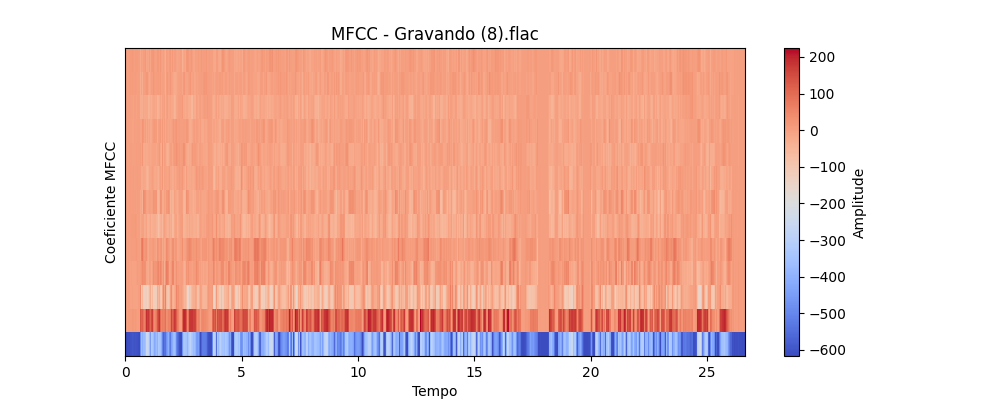 MFCC - Gravando (8).flac
Coeficiente MFCC
0 5 10 15 20 25
Tempo
200
100
0
−100
−200
−300
−400
−500
−600
Amplitude